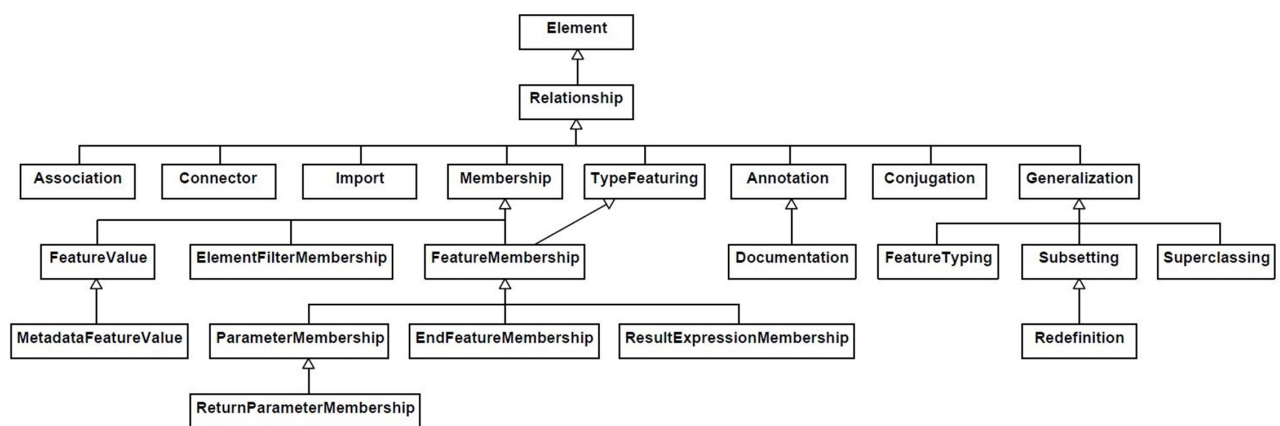 Element
Relationship
Association
Connector
Import
Membership
TypeFeaturing
Annotation
Conjugation
Generalization
FeatureValue
ElementFilterMembership
FeatureMembership
Documentation
FeatureTyping
Subsetting
Superclassing
MetadataFeatureValue
ParameterMembership
EndFeatureMembership
ResultExpressionMembership
Redefinition
ReturnParameterMembership